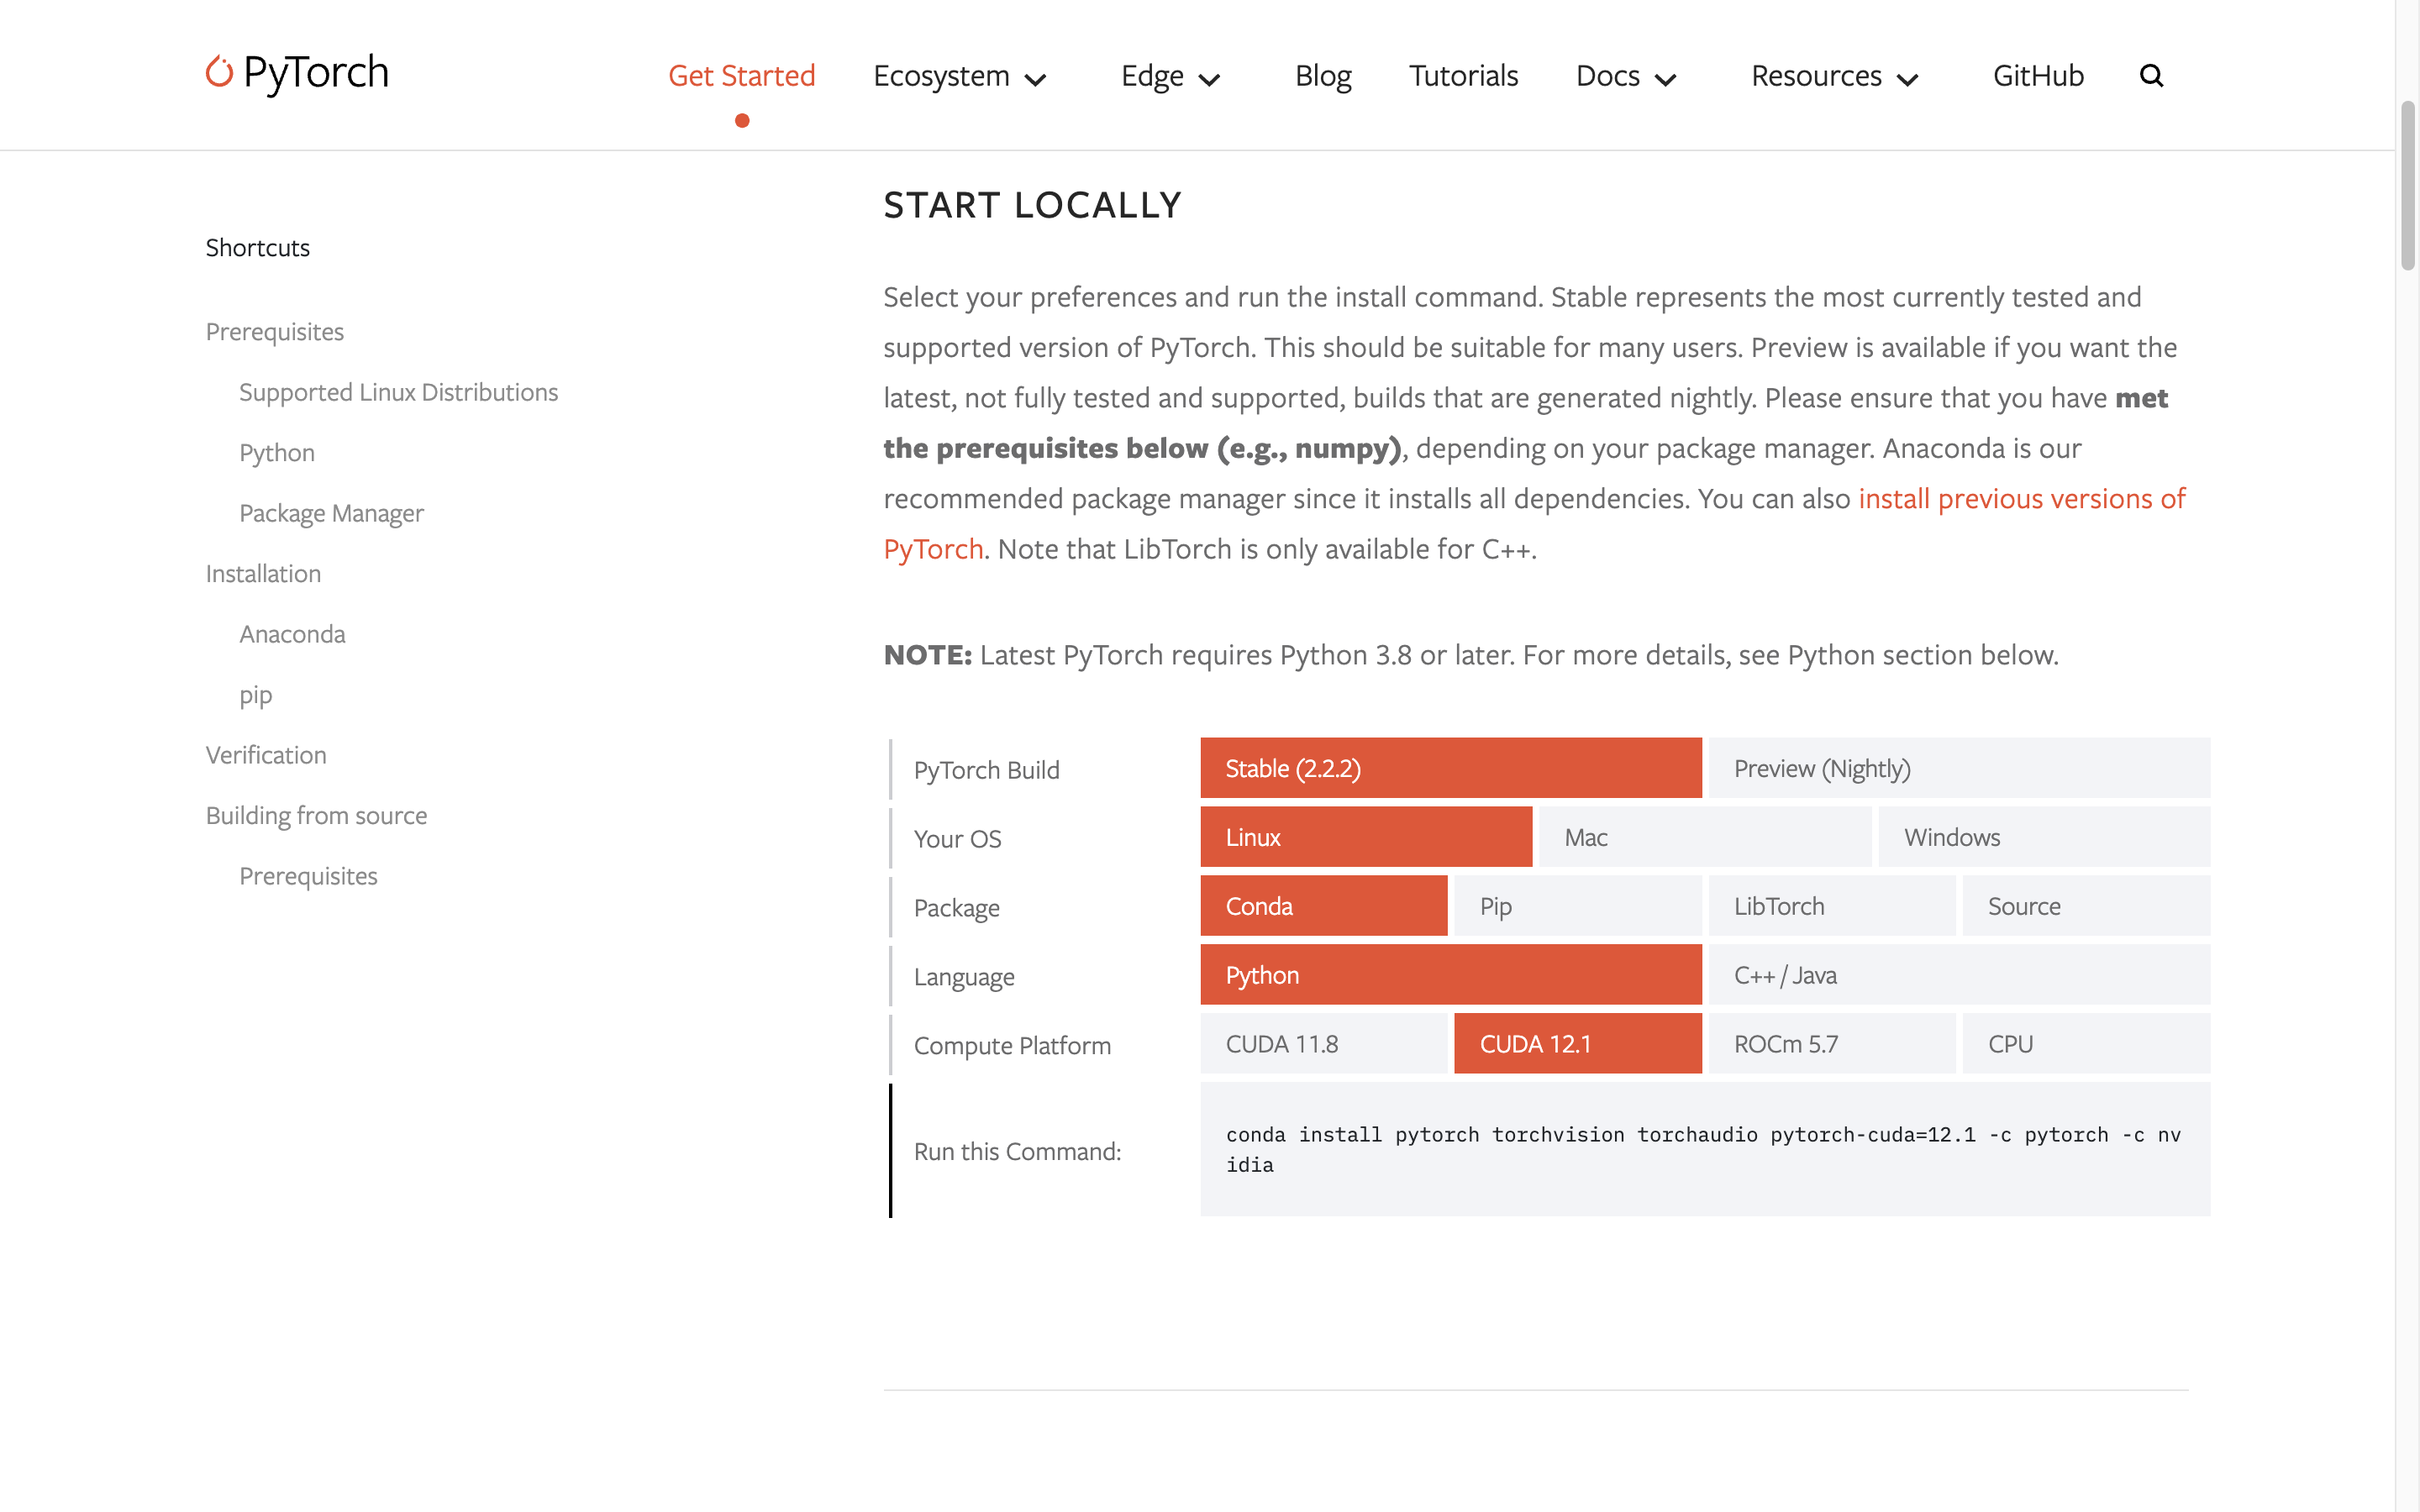 PyTorch
Get Started
Ecosystem
Edge
Blog
Tutorials
Docs
Resources
GitHub
Shortcuts
Prerequisites
Supported Linux Distributions
Python
Package Manager
Installation
Anaconda
pip
Verification
Building from source
Prerequisites
START LOCALLY
Select your preferences and run the install command. Stable represents the most currently tested and
supported version of PyTorch. This should be suitable for many users. Preview is available if you want the
latest, not fully tested and supported, builds that are generated nightly. Please ensure that you have met
the prerequisites below (e.g., numpy), depending on your package manager. Anaconda is our
recommended package manager since it installs all dependencies. You can also install previous versions of
PyTorch. Note that LibTorch is only available for C++.
NOTE: Latest PyTorch requires Python 3.8 or later. For more details, see Python section below.
PyTorch Build
Stable (2.2.2)
Preview (Nightly)
Your OS
Linux
Mac
Windows
Package
Conda
Pip
LibTorch
Source
Language
Python
C++ / Java
Compute Platform
CUDA 11.8
CUDA 12.1
ROCm 5.7
CPU
Run this Command:
conda install pytorch torchvision torchaudio pytorch-cuda=12.1 -c pytorch -c nv
idia